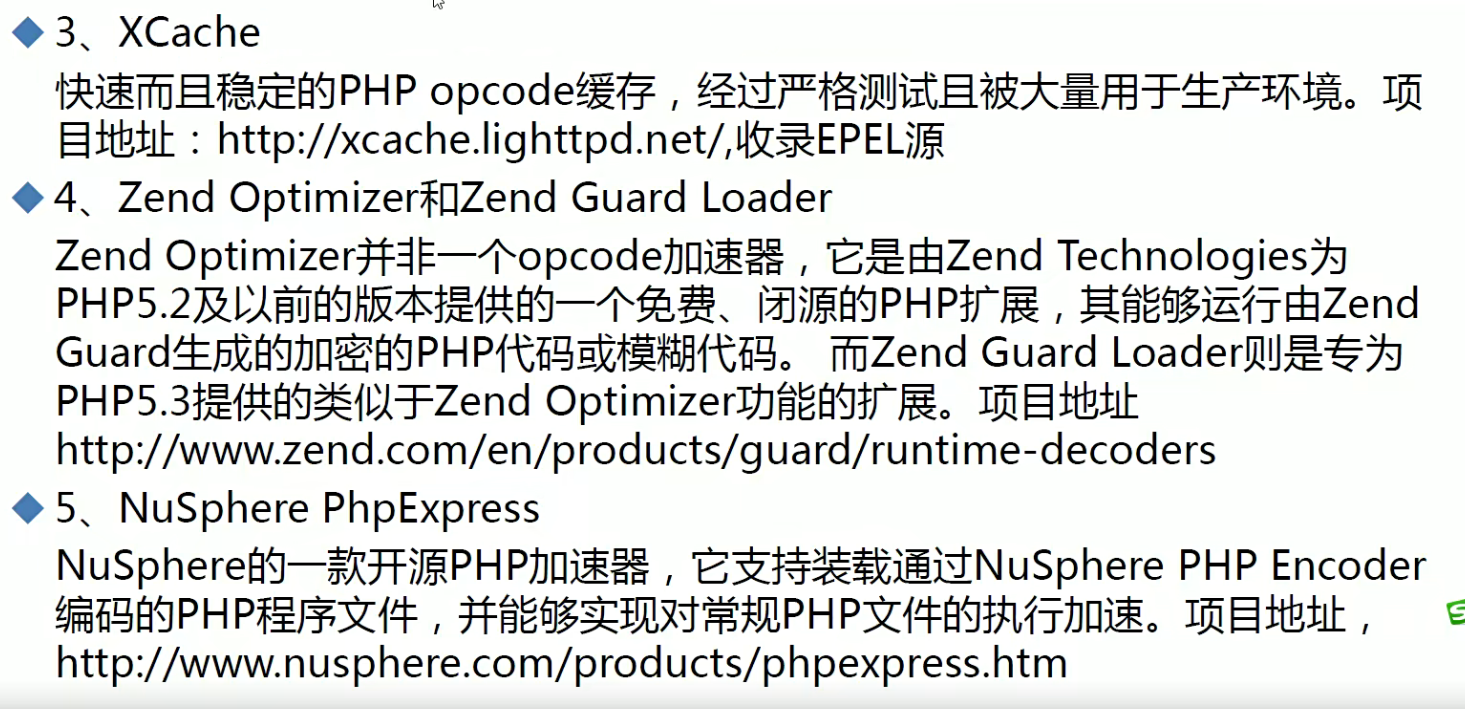 ◆ 3、XCache
快速而且稳定的PHP opcode缓存，经过严格测试且被大量用于生产环境。项
目地址：http://xcache.lighttpd.net/,收录EPEL源
◆ 4、Zend Optimizer和Zend Guard Loader
Zend Optimizer并非一个opcode加速器，它是由Zend Technologies为
PHP5.2及以前的版本提供的一个免费、闭源的PHP扩展，其能够运行由Zend
Guard生成的加密的PHP代码或模糊代码。 而Zend Guard Loader则是专为
PHP5.3提供的类似于Zend Optimizer功能的扩展。项目地址
http://www.zend.com/en/products/guard/runtime-decoders
◆ 5、NuSphere PhpExpress
NuSphere的一款开源PHP加速器，它支持装载通过NuSphere PHP Encoder
编码的PHP程序文件，并能够实现对常规PHP文件的执行加速。项目地址，
http://www.nusphere.com/products/phpexpress.htm